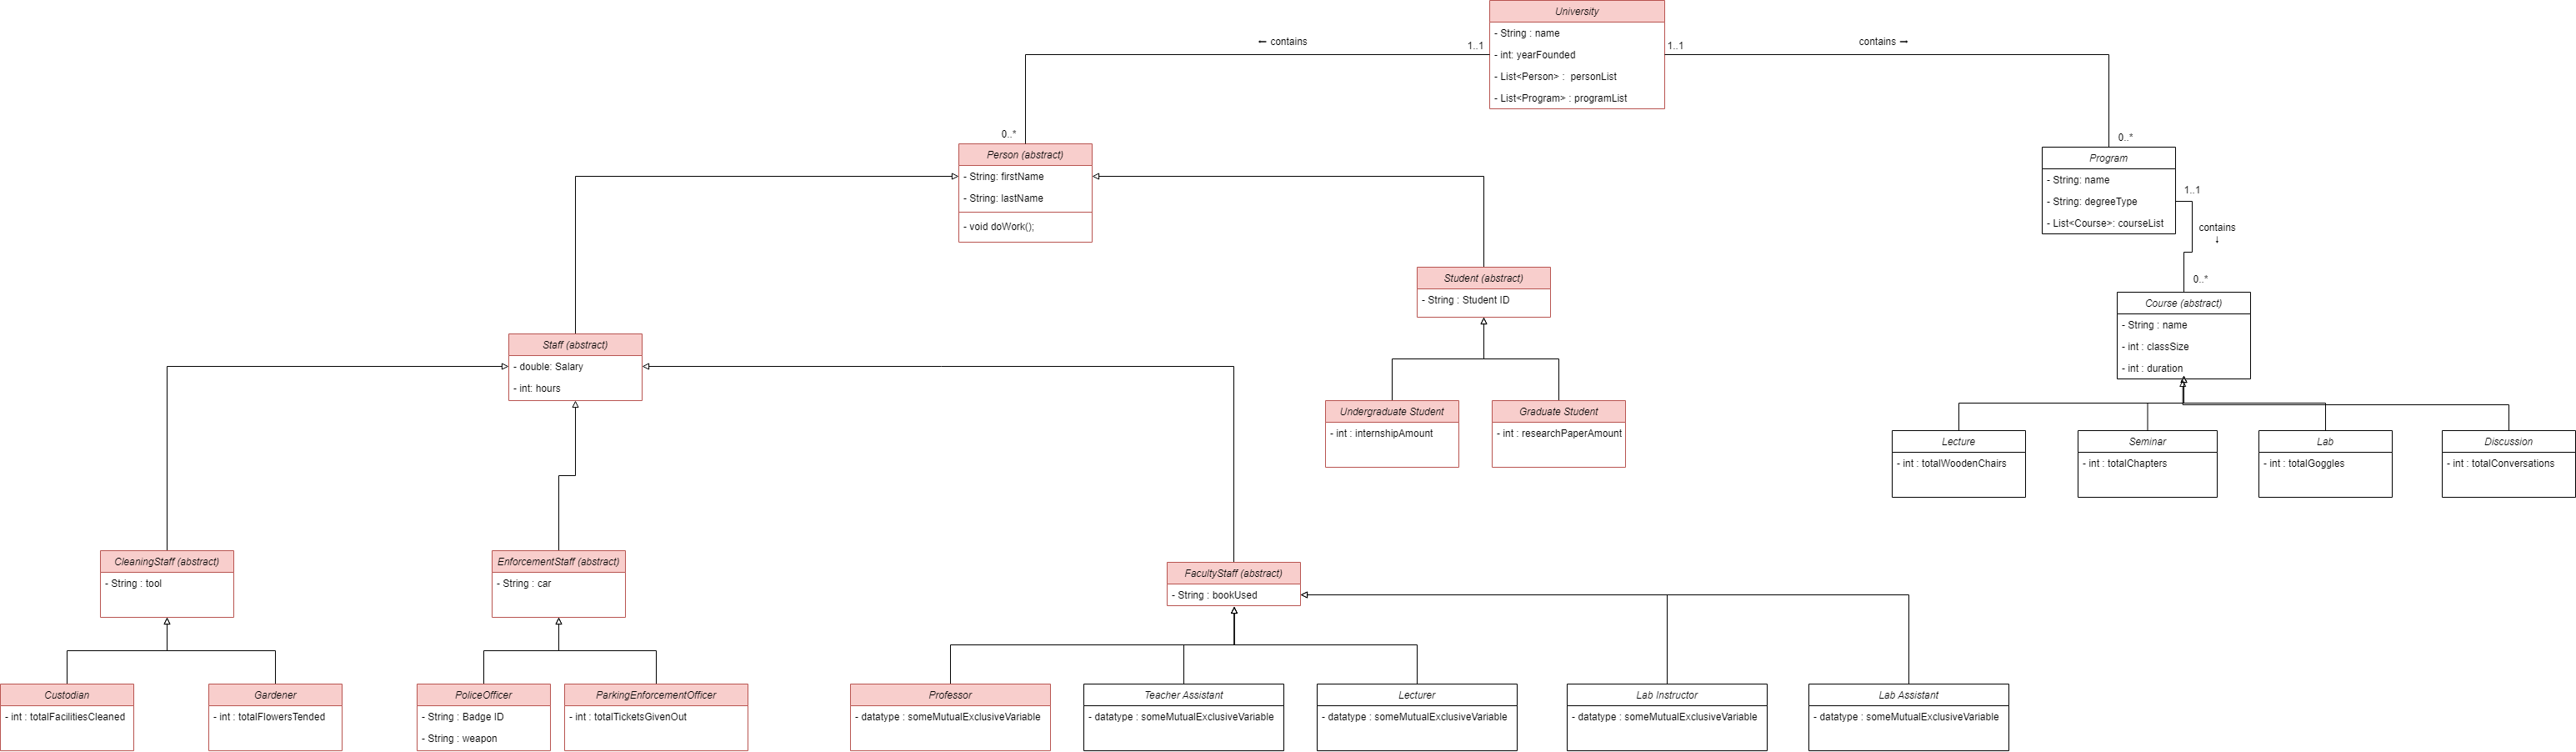 University
- String : name
- int: yearFounded
- List<Person> :  personList
- List<Program> : programList
← contains
1..1
1..1
contains →
0..*
0..*
Person (abstract)
- String: firstName
- String: lastName
- void doWork();
Program
- String: name
- String: degreeType
- List<Course>: courseList
1..1
contains
↓
0..*
Student (abstract)
- String : Student ID
Course (abstract)
- String : name
- int : classSize
- int : duration
Staff (abstract)
- double: Salary
- int: hours
Undergraduate Student
- int : internshipAmount
Graduate Student
- int : researchPaperAmount
Lecture
- int : totalWoodenChairs
Seminar
- int : totalChapters
Lab
- int : totalGoggles
Discussion
- int : totalConversations
CleaningStaff (abstract)
- String : tool
EnforcementStaff (abstract)
- String : car
FacultyStaff (abstract)
- String : bookUsed
Custodian
- int : totalFacilitiesCleaned
Gardener
- int : totalFlowersTended
PoliceOfficer
- String : Badge ID
- String : weapon
ParkingEnforcementOfficer
- int : totalTicketsGivenOut
Professor
- datatype : someMutualExclusiveVariable
Teacher Assistant
- datatype : someMutualExclusiveVariable
Lecturer
- datatype : someMutualExclusiveVariable
Lab Instructor
- datatype : someMutualExclusiveVariable
Lab Assistant
- datatype : someMutualExclusiveVariable